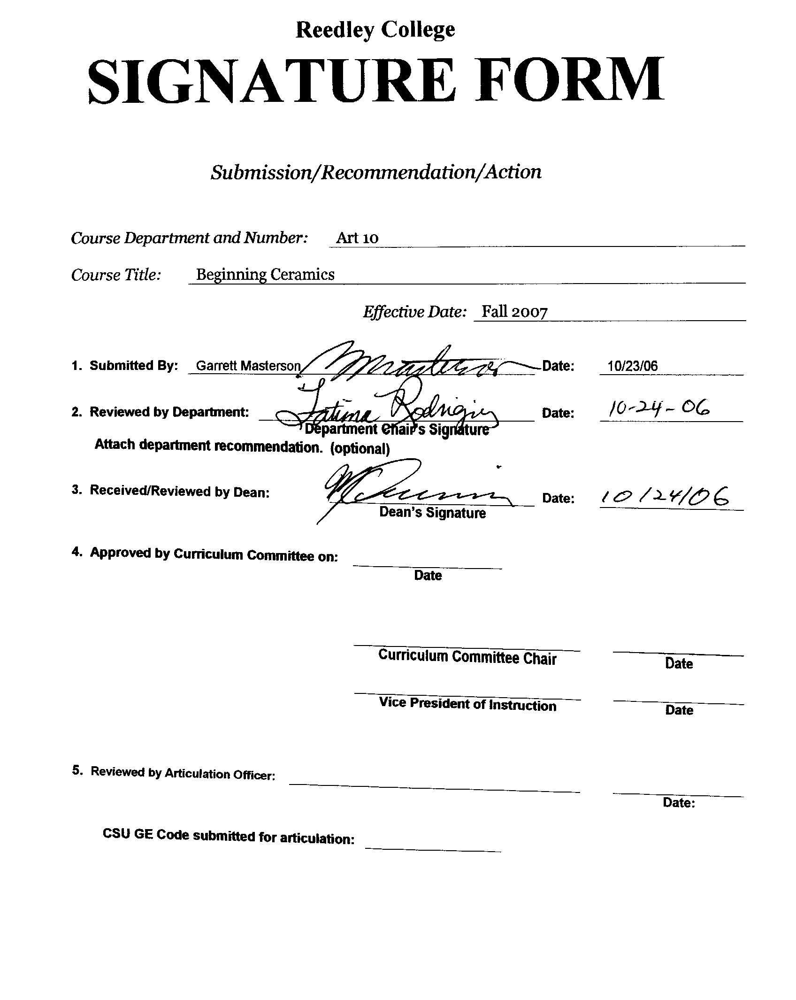 Reedley College
SIGNATURE FORM
Submission/Recommendation/Action
Course Department and Number: Art 10
Course Title: Beginning Ceramics
Effective Date: Fall 2007
1. Submitted By: Garrett Masterson Masterson Date: 10/23/06
2. Reviewed by Department: Fatima Rodriguez Date: 10-24-06
Department Chair's Signature
Attach department recommendation. (optional)
3. Received/Reviewed by Dean: Date: 10/24/06
Dean's Signature
4. Approved by Curriculum Committee on:
Date
Curriculum Committee Chair Date
Vice President of Instruction Date
5. Reviewed by Articulation Officer:
Date:
CSU GE Code submitted for articulation: